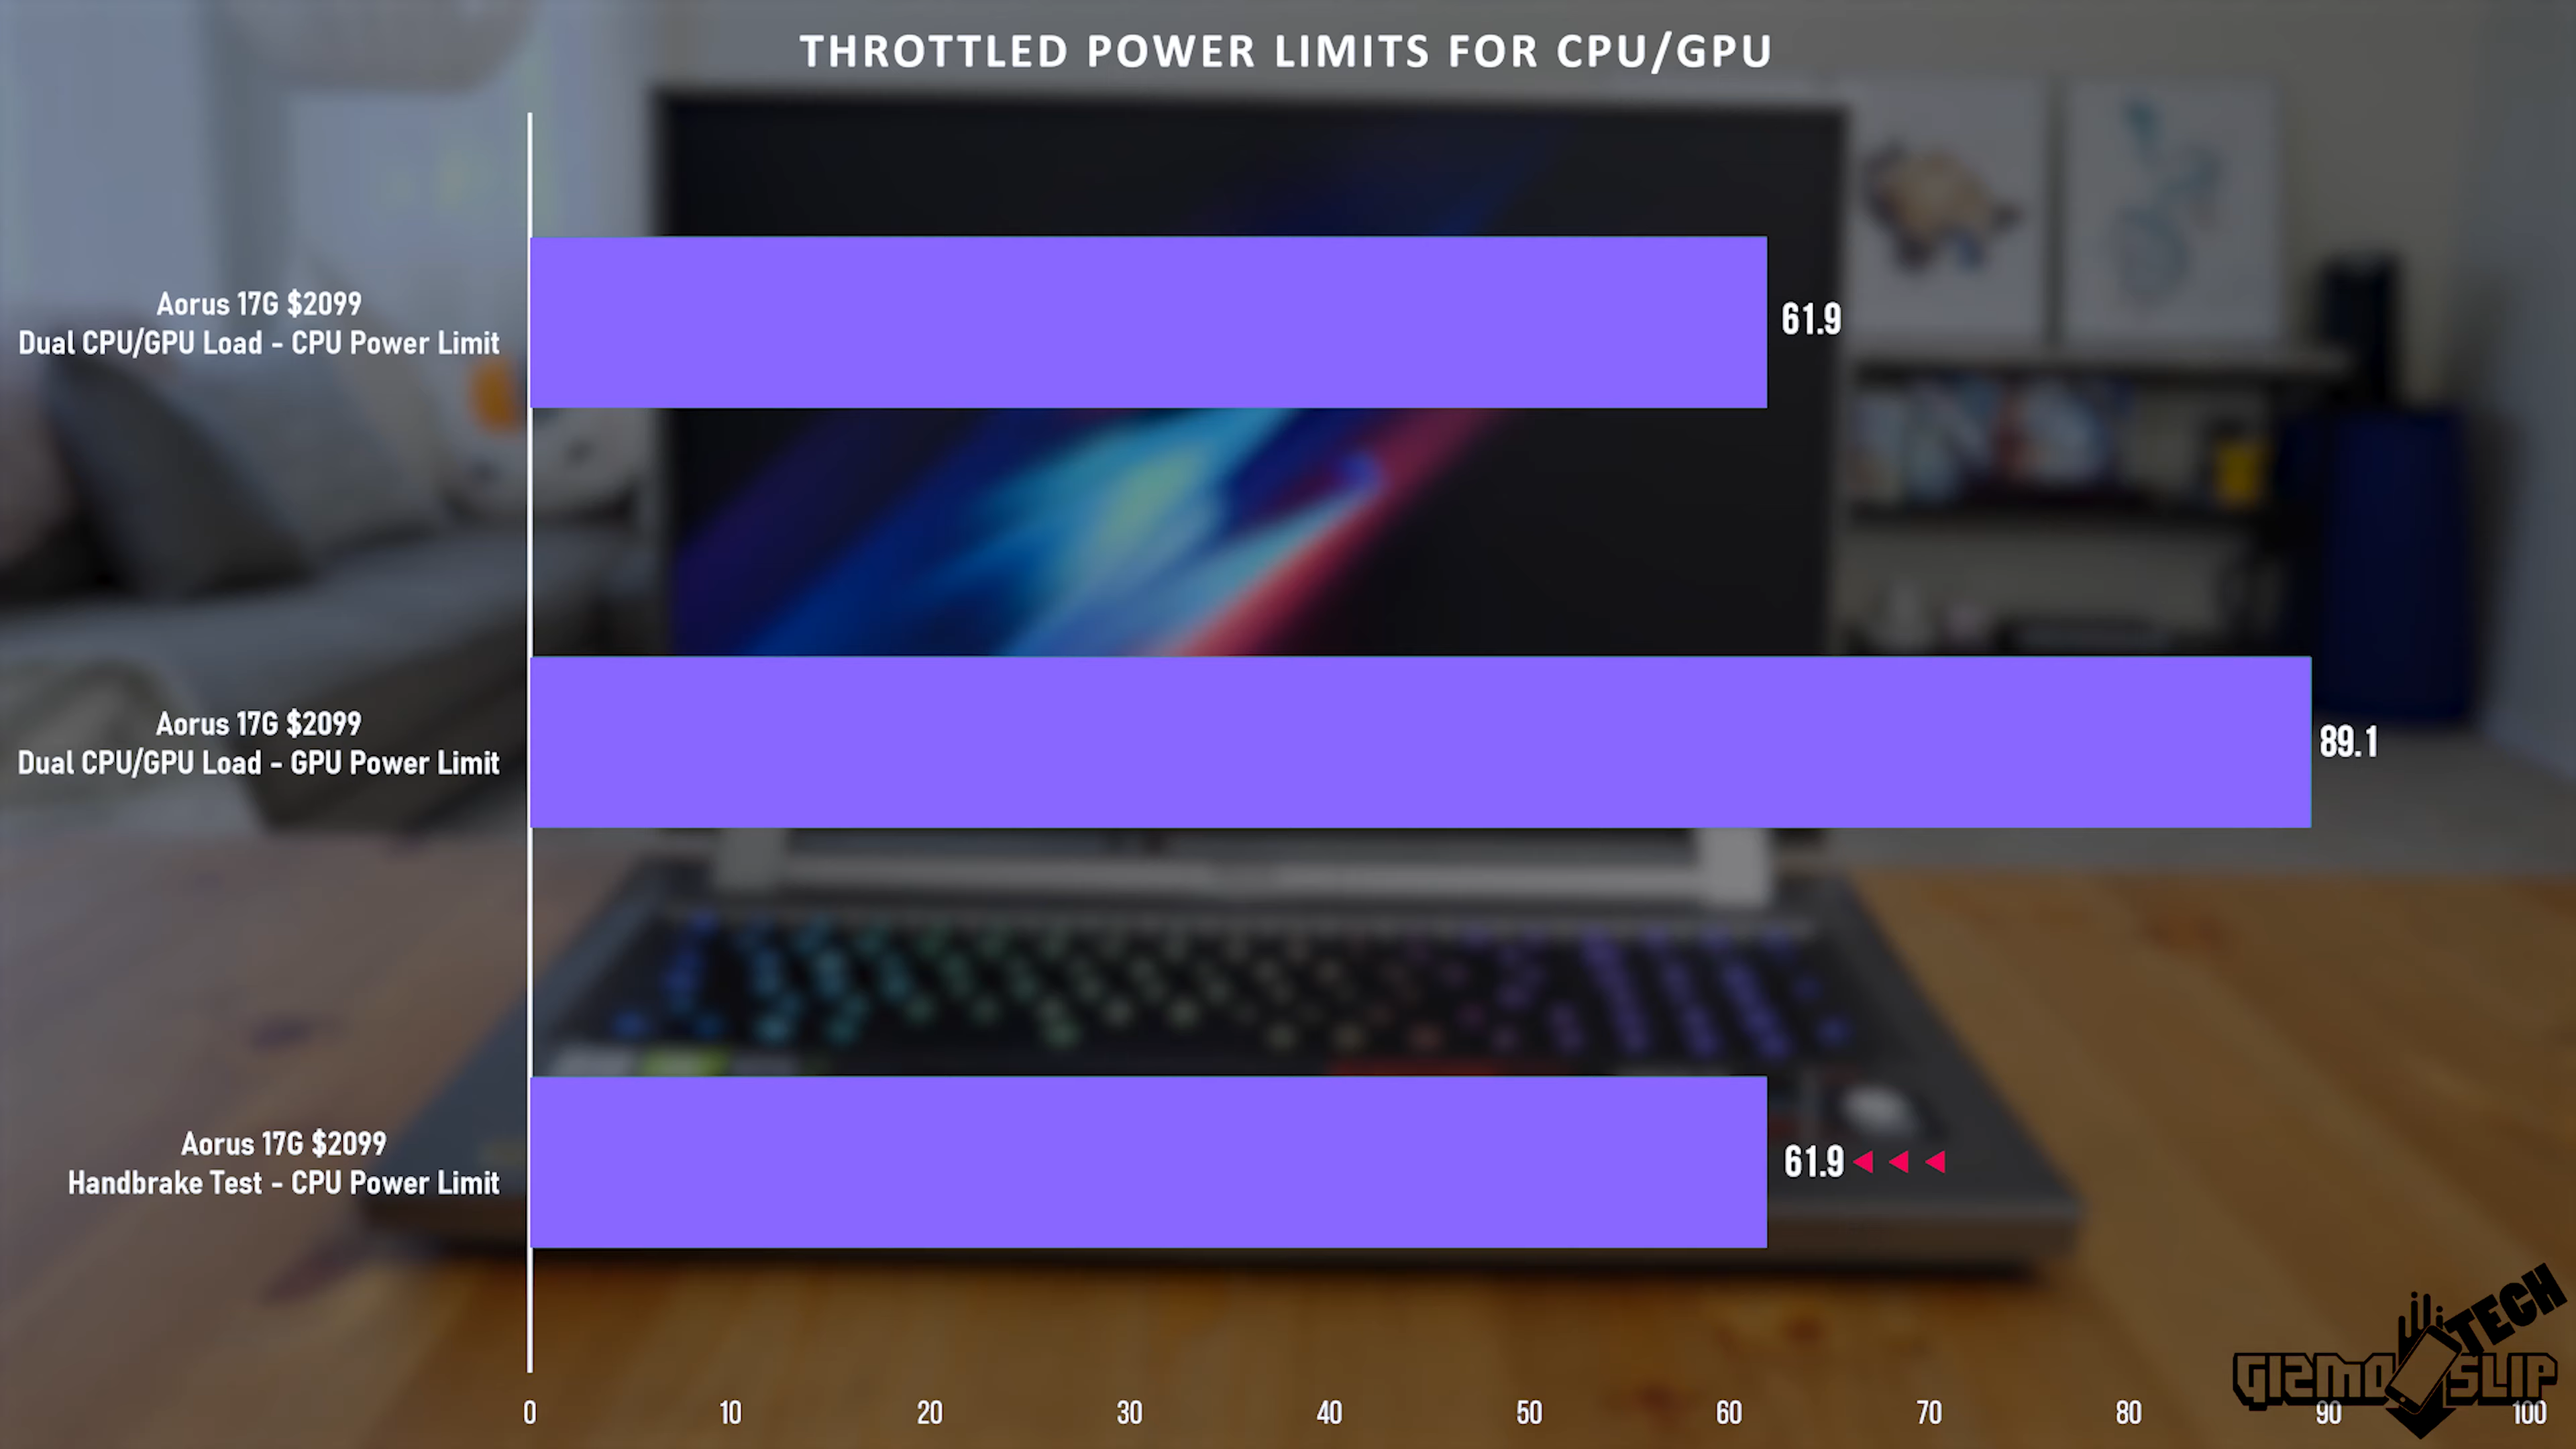 THROTTLED POWER LIMITS FOR CPU/GPU
Aorus 17G $2099
Dual CPU/GPU Load - CPU Power Limit
61.9
Aorus 17G $2099
Dual CPU/GPU Load - GPU Power Limit
89.1
Aorus 17G $2099
Handbrake Test - CPU Power Limit
61.9
0 10 20 30 40 50 60 70 80 90 100
TECH
GIZMO SLIP